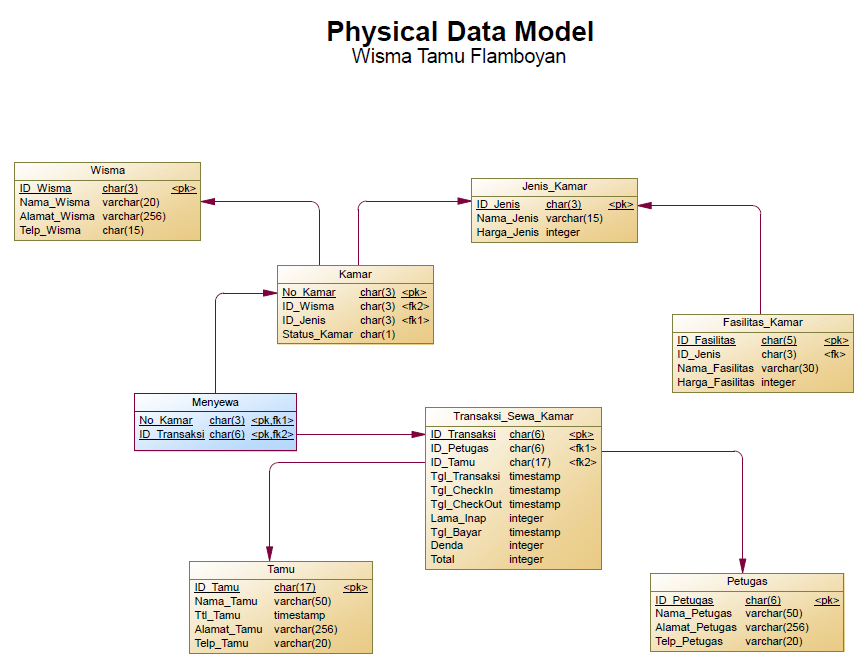 Physical Data Model
Wisma Tamu Flamboyan
Wisma
ID_Wisma char(3) <pk>
Nama_Wisma varchar(20)
Alamat_Wisma varchar(256)
Telp_Wisma char(15)
Jenis_Kamar
ID_Jenis char(3) <pk>
Nama_Jenis varchar(15)
Harga_Jenis integer
Kamar
No_Kamar char(3) <pk>
ID_Wisma char(3) <fk2>
ID_Jenis char(3) <fk1>
Status_Kamar char(1)
Fasilitas_Kamar
ID_Fasilitas char(5) <pk>
ID_Jenis char(3) <fk>
Nama_Fasilitas varchar(30)
Harga_Fasilitas integer
Menyewa
No_Kamar char(3) <pk,fk1>
ID_Transaksi char(6) <pk,fk2>
Transaksi_Sewa_Kamar
ID_Transaksi char(6) <pk>
ID_Petugas char(6) <fk1>
ID_Tamu char(17) <fk2>
Tgl_Transaksi timestamp
Tgl_CheckIn timestamp
Tgl_CheckOut timestamp
Lama_Inap integer
Tgl_Bayar timestamp
Denda integer
Total integer
Tamu
ID_Tamu char(17) <pk>
Nama_Tamu varchar(50)
Ttl_Tamu timestamp
Alamat_Tamu varchar(256)
Telp_Tamu varchar(20)
Petugas
ID_Petugas char(6) <pk>
Nama_Petugas varchar(50)
Alamat_Petugas varchar(256)
Telp_Petugas varchar(20)